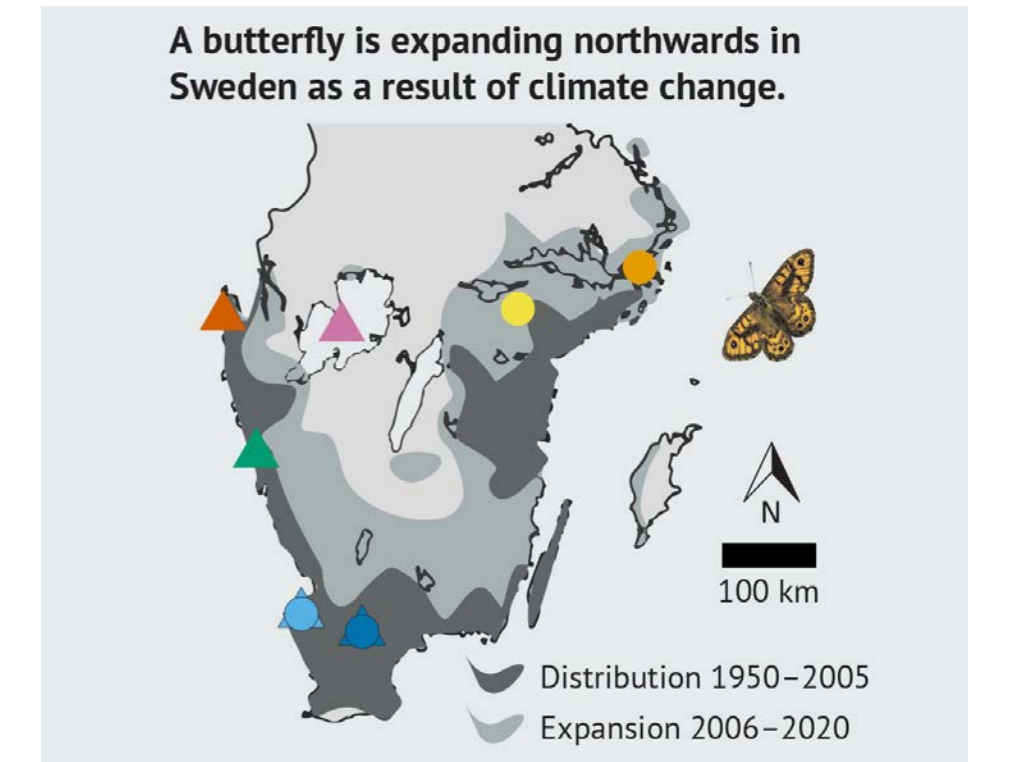 A butterfly is expanding northwards in
Sweden as a result of climate change.
N
100 km
Distribution 1950–2005
Expansion 2006–2020